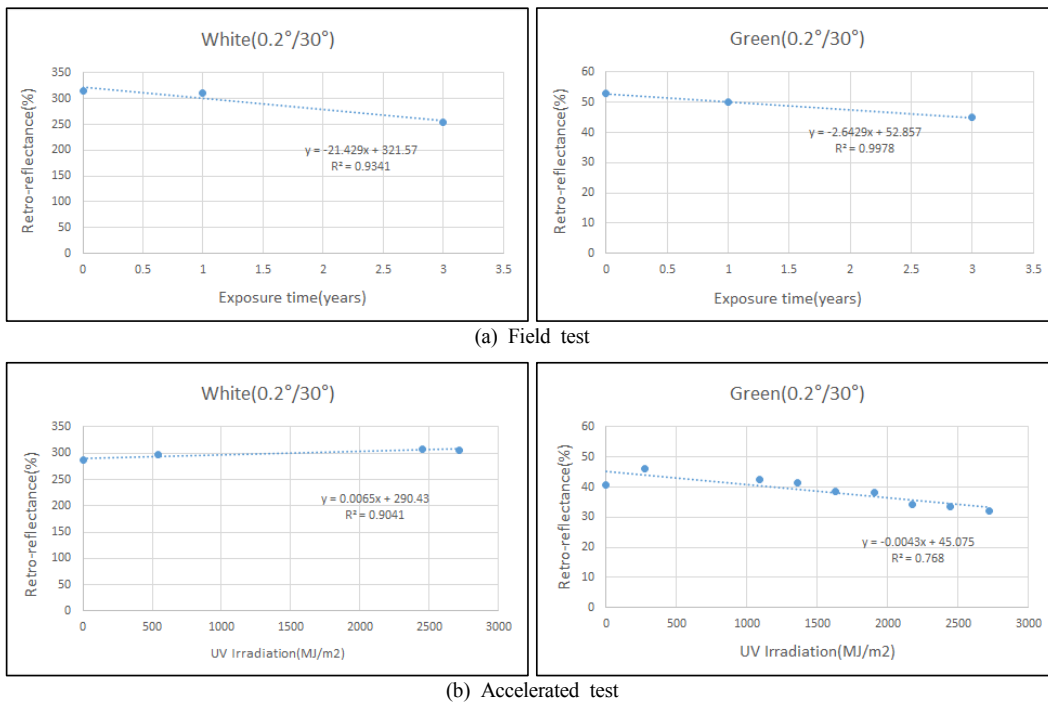 White(0.2°/30°)
Retro-reflectance(%)
350
300
250
200
150
100
50
0
y = -21.429x + 321.57
R² = 0.9341
0 0.5 1 1.5 2 2.5 3 3.5
Exposure time(years)
Green(0.2°/30°)
Retro-reflectance(%)
60
50
40
30
20
10
0
y = -2.6429x + 52.857
R² = 0.9978
0 0.5 1 1.5 2 2.5 3 3.5
Exposure time(years)
(a) Field test
White(0.2°/30°)
Retro-reflectance(%)
350
300
250
200
150
100
50
0
y = 0.0065x + 290.43
R² = 0.9041
0 500 1000 1500 2000 2500 3000
UV Irradiation(MJ/m2)
Green(0.2°/30°)
Retro-reflectance(%)
60
50
40
30
20
10
0
y = -0.0043x + 45.075
R² = 0.768
0 500 1000 1500 2000 2500 3000
UV Irradiation(MJ/m2)
(b) Accelerated test